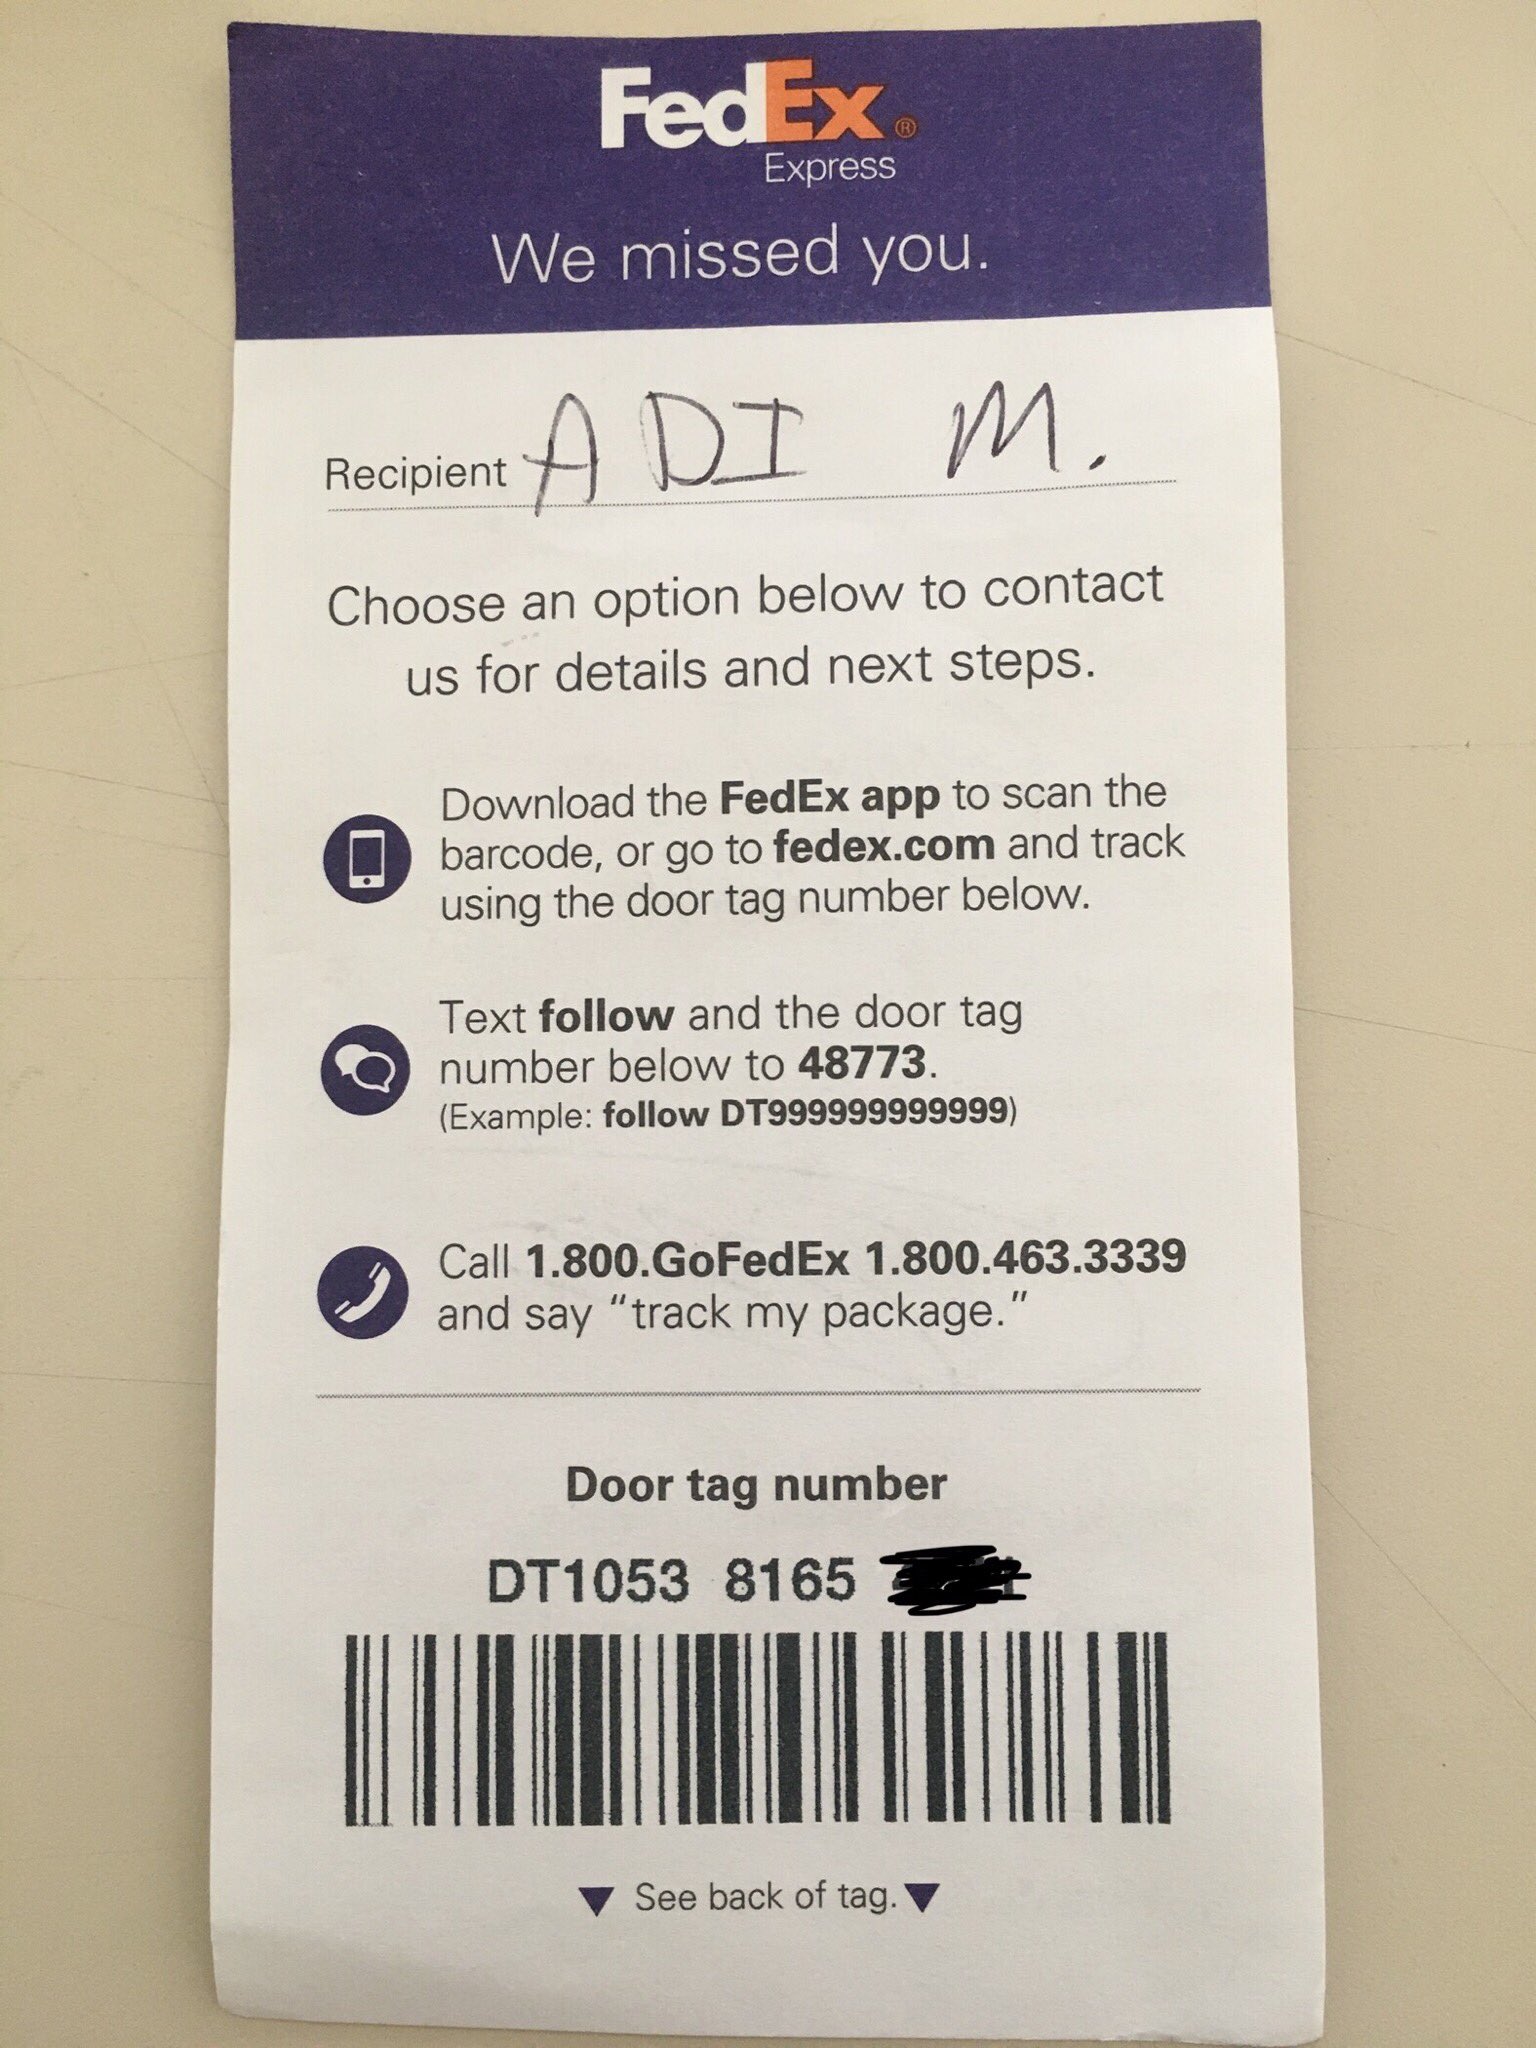 FedEx®
Express
We missed you.
Recipient ADI M.
Choose an option below to contact
us for details and next steps.
Download the FedEx app to scan the
barcode, or go to fedex.com and track
using the door tag number below.
Text follow and the door tag
number below to 48773.
(Example: follow DT999999999999)
Call 1.800.GoFedEx 1.800.463.3339
and say “track my package.”
Door tag number
DT1053 8165
See back of tag.